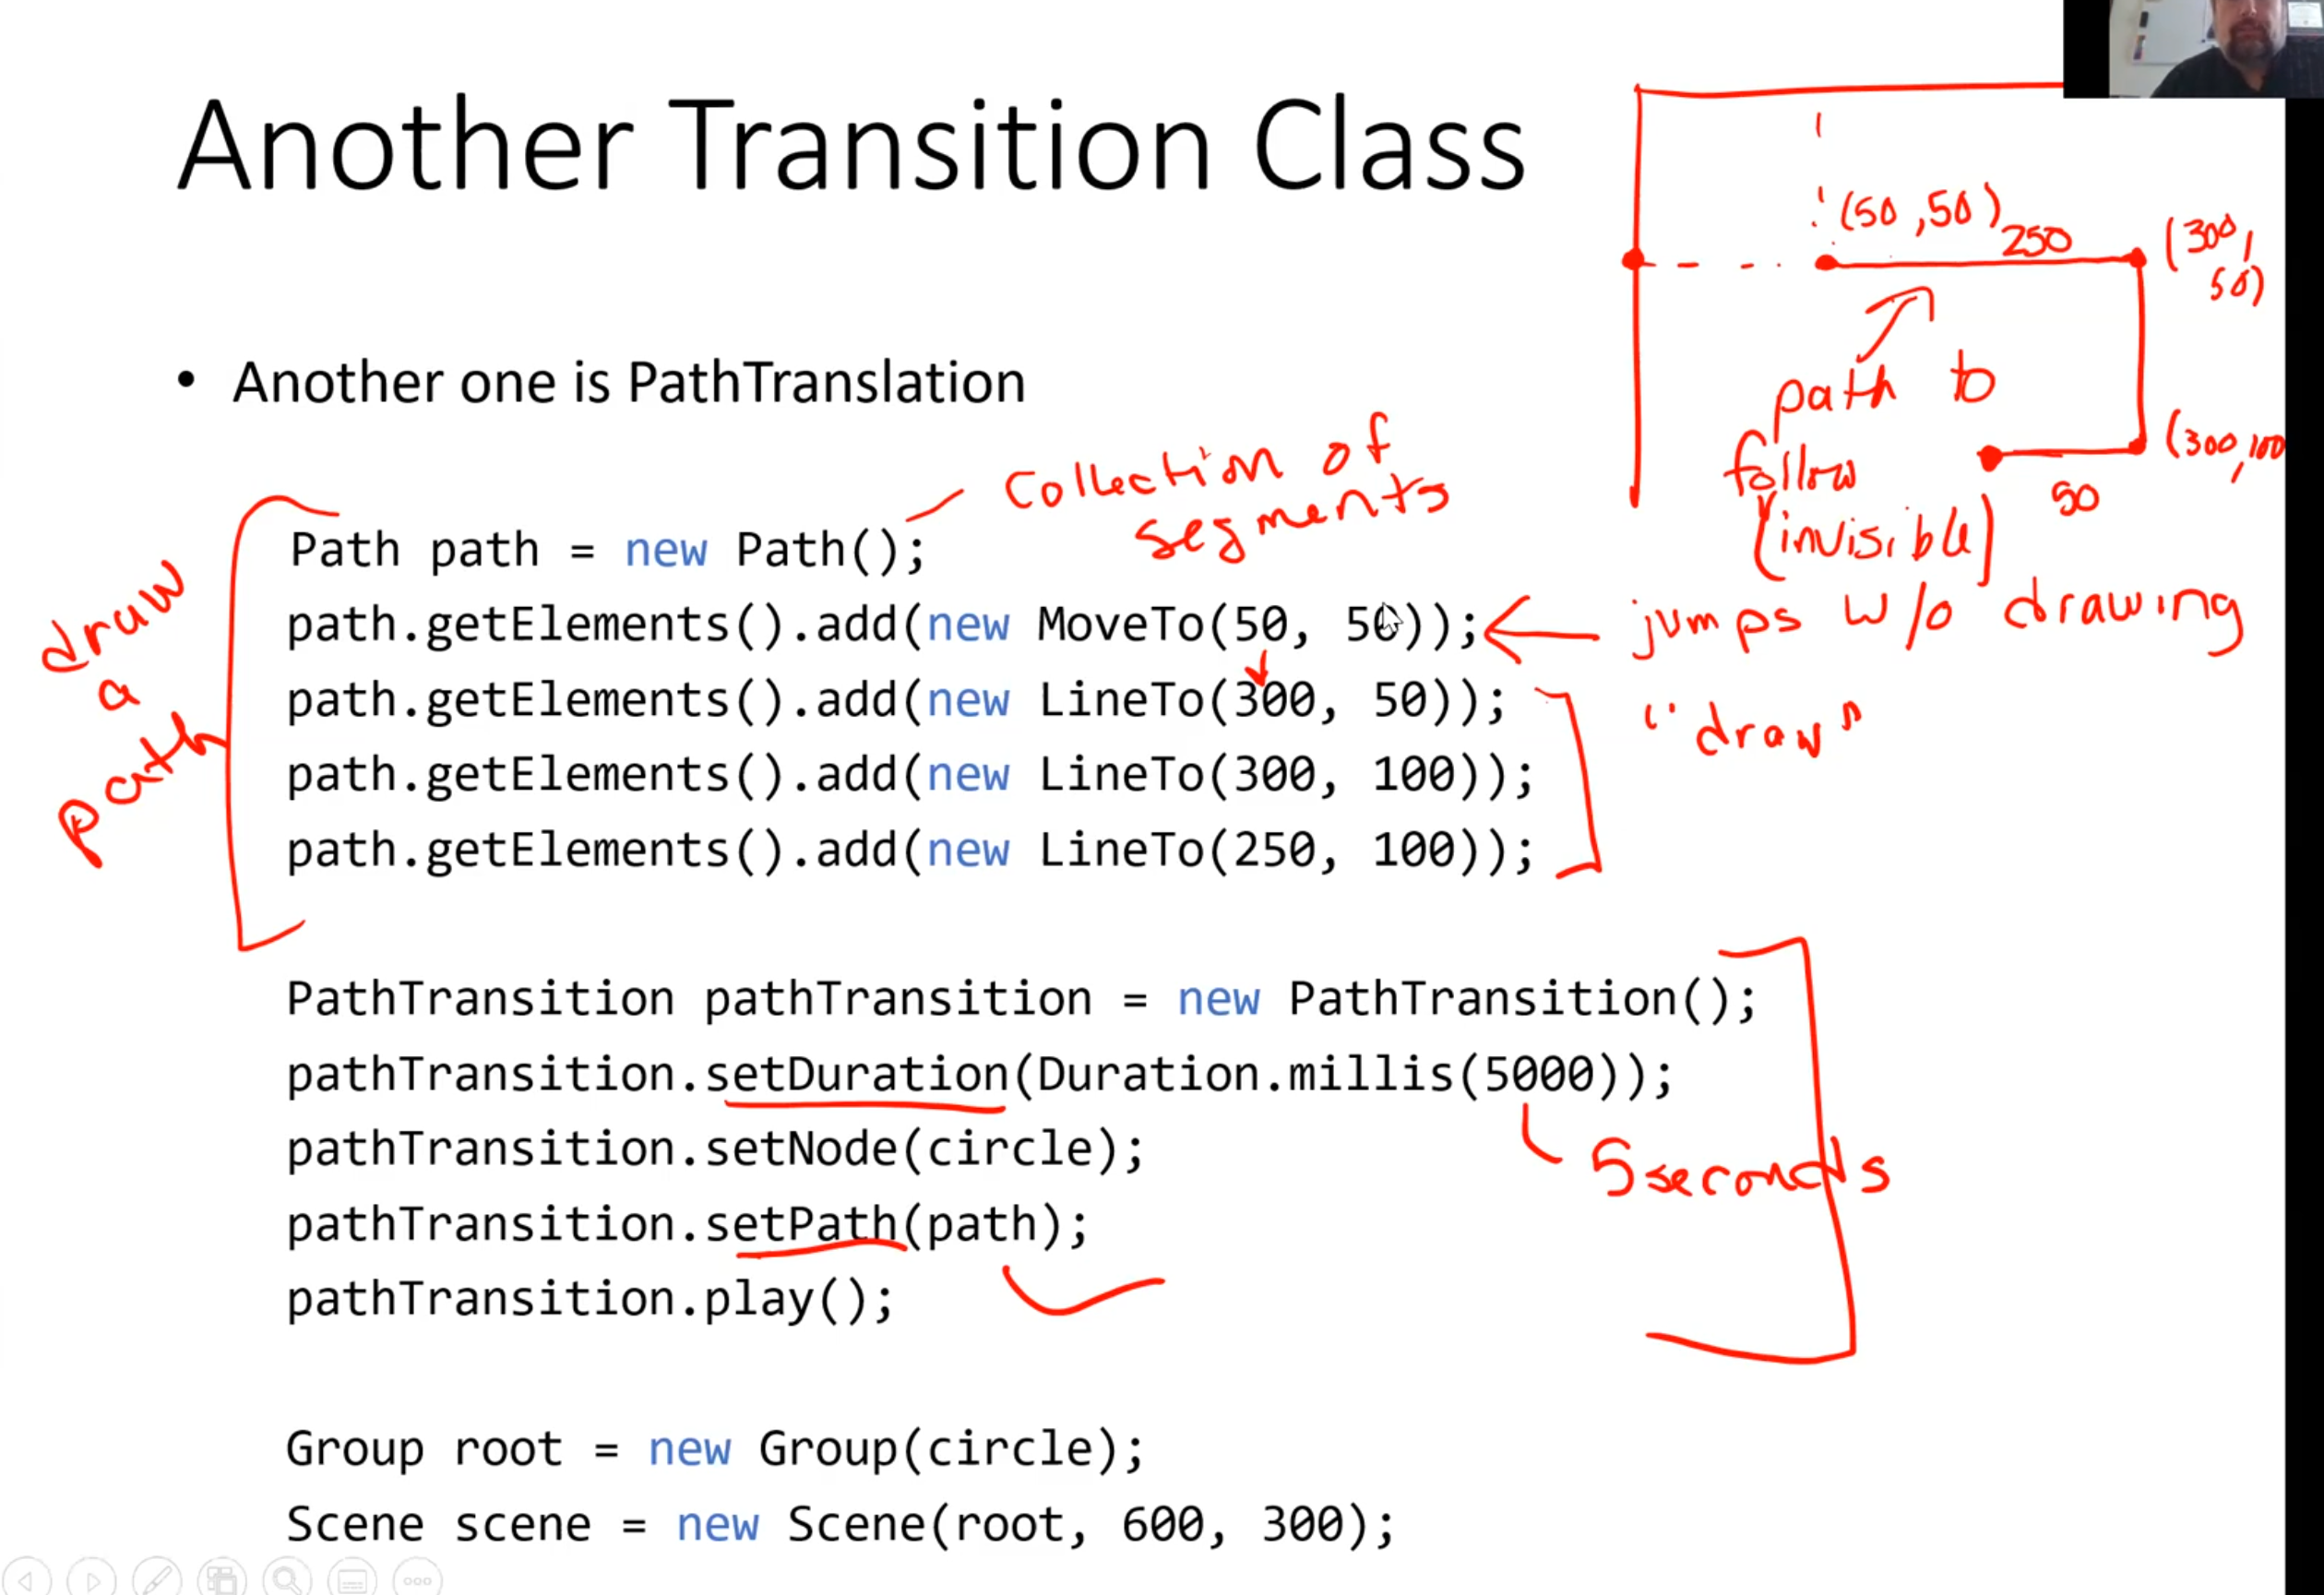 Another Transition Class
• Another one is PathTranslation
Collection of
segments
draw
a
path
Path path = new Path();
path.getElements().add(new MoveTo(50, 50));
path.getElements().add(new LineTo(300, 50));
path.getElements().add(new LineTo(300, 100));
path.getElements().add(new LineTo(250, 100));
(50,50)
250
(300,
50)
path to
follow
(invisible)
(300,100
50
jumps w/o drawing
"draw"
PathTransition pathTransition = new PathTransition();
pathTransition.setDuration(Duration.millis(5000));
5 seconds
pathTransition.setNode(circle);
pathTransition.setPath(path);
pathTransition.play();
Group root = new Group(circle);
Scene scene = new Scene(root, 600, 300);